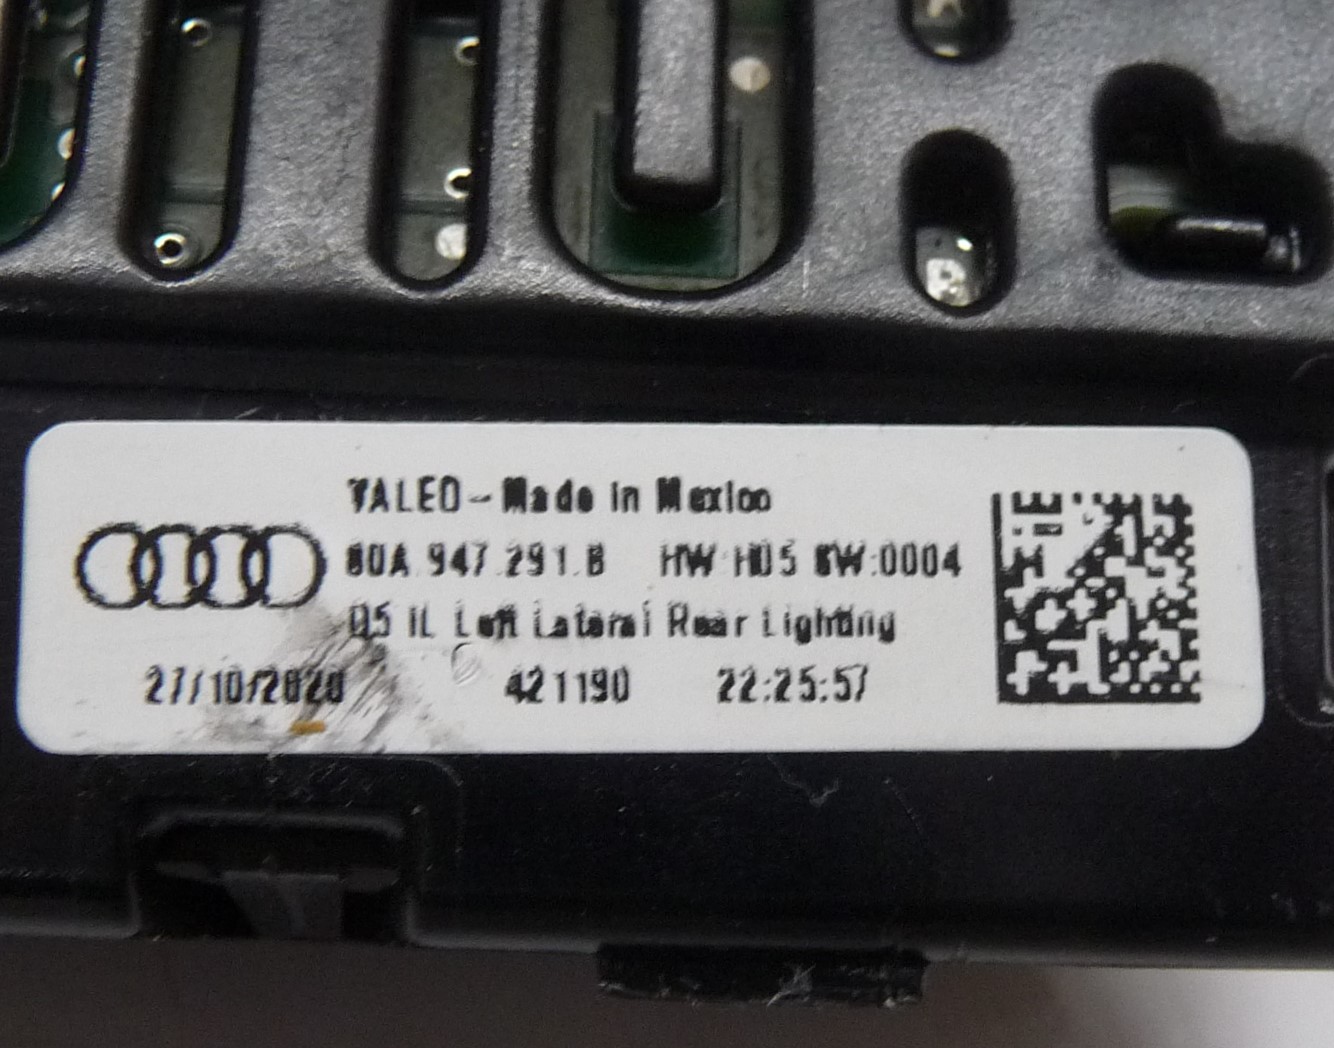 VALEO - Made in Mexico
80A.947.291.B HW:H05 SW:0004
Q5 IL Left Lateral Rear Lighting
27/10/2020 421190 22:25:57